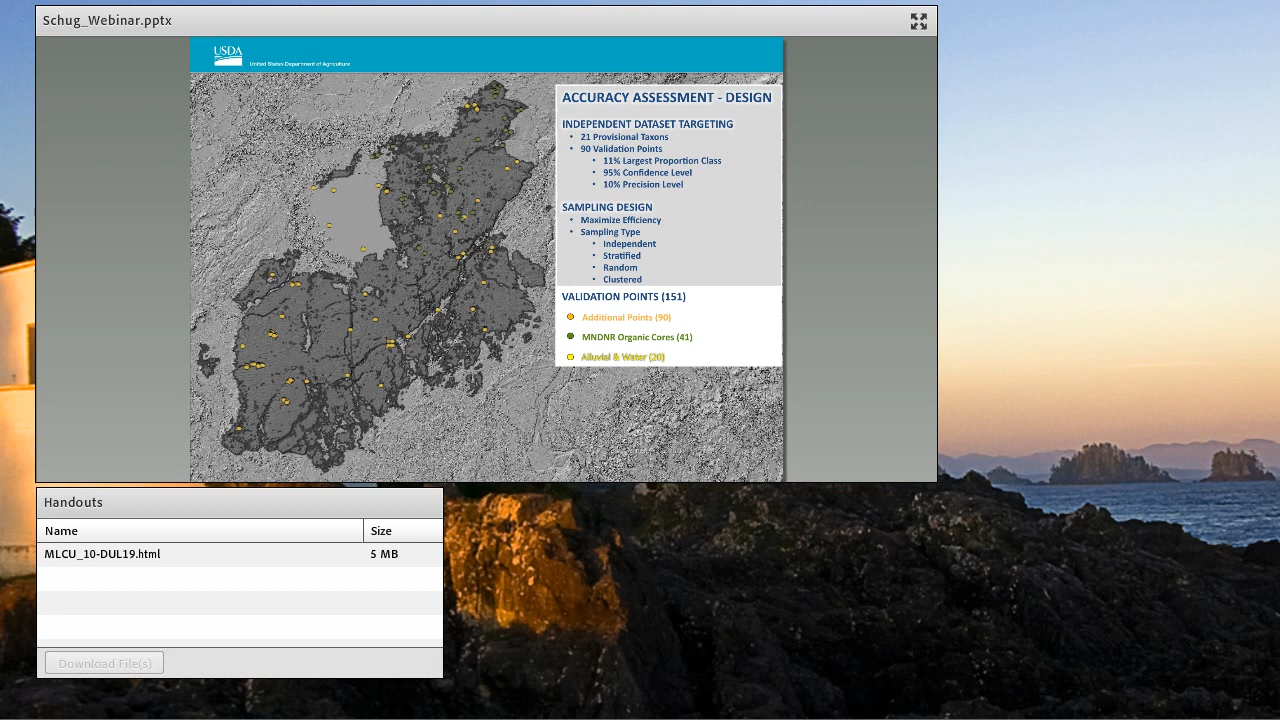 Schug_Webinar.pptx
USDA
United States Department of Agriculture
ACCURACY ASSESSMENT - DESIGN
INDEPENDENT DATASET TARGETING
• 21 Provisional Taxons
• 90 Validation Points
• 11% Largest Proportion Class
• 95% Confidence Level
• 10% Precision Level
SAMPLING DESIGN
• Maximize Efficiency
• Sampling Type
• Independent
• Stratified
• Random
• Clustered
VALIDATION POINTS (151)
Additional Points (90)
MNDNR Organic Cores (41)
Alluvial & Water (20)
Handouts
Name Size
MLCU_10-DUL19.html 5 MB
Download File(s)